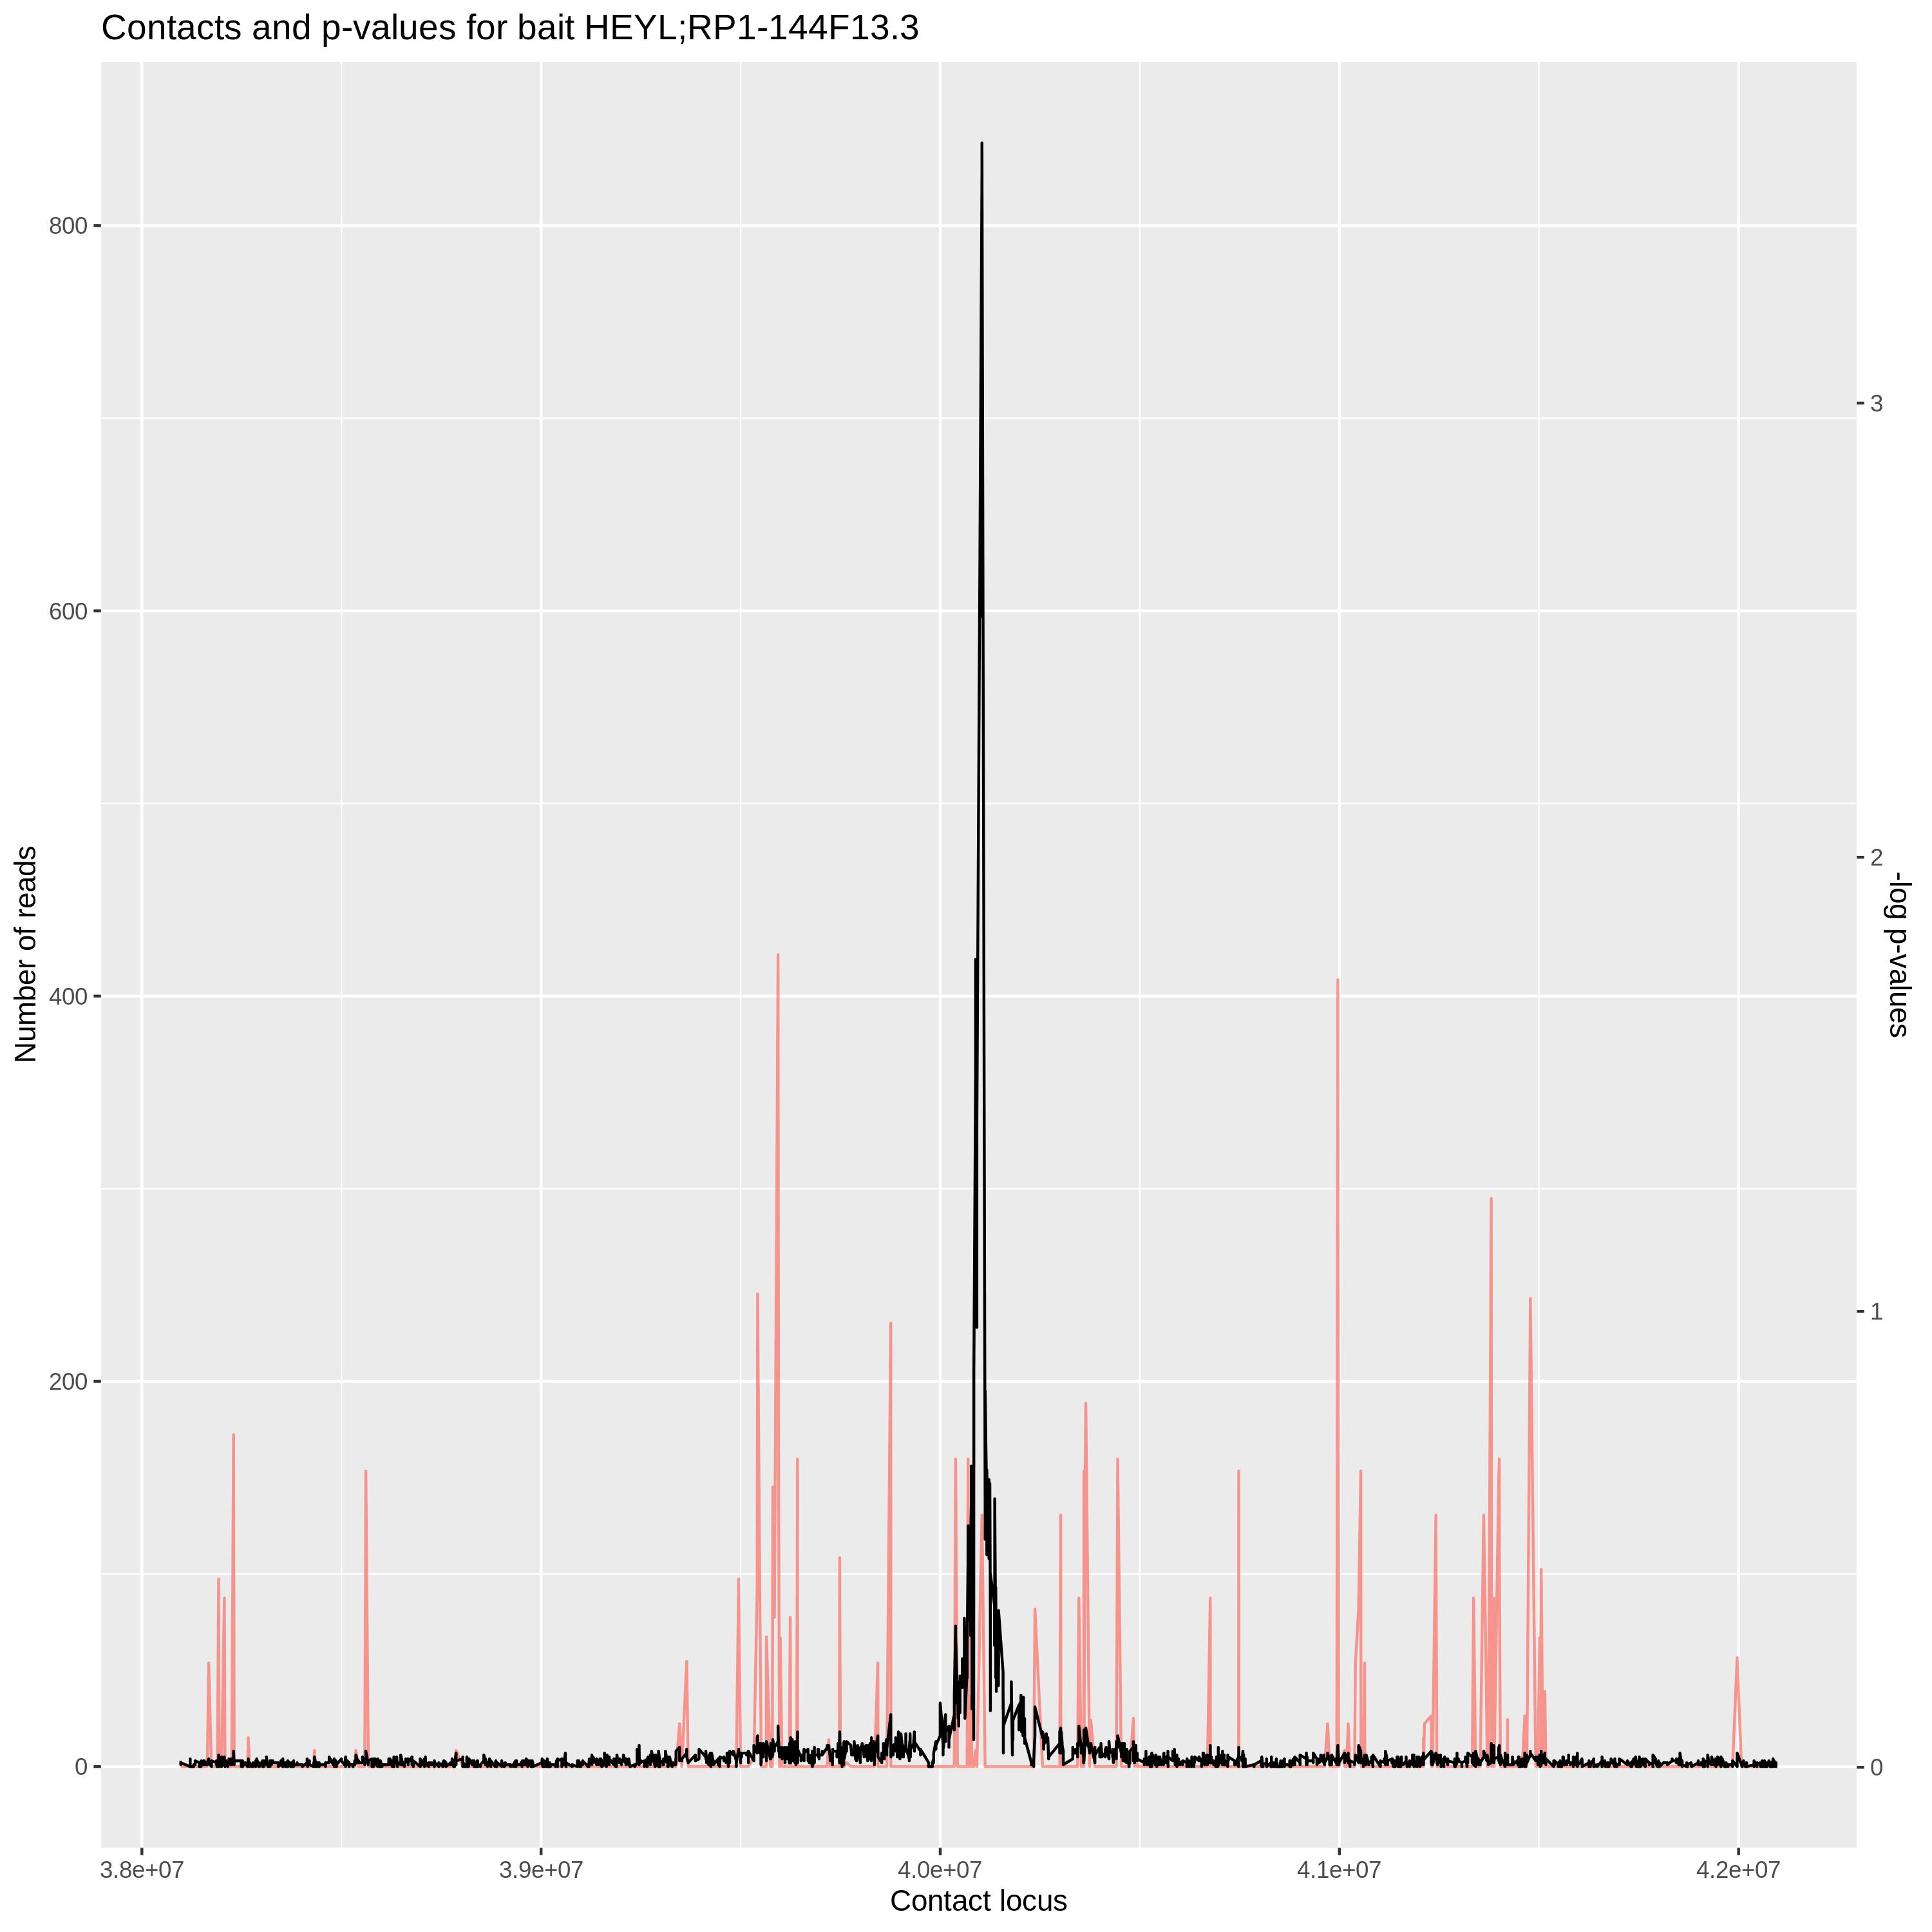 Contacts and p-values for bait HEYL;RP1-144F13.3
800
600
400
200
0
Number of reads
3
2
1
0
-log p-values
3.8e+07 3.9e+07 4.0e+07 4.1e+07 4.2e+07
Contact locus